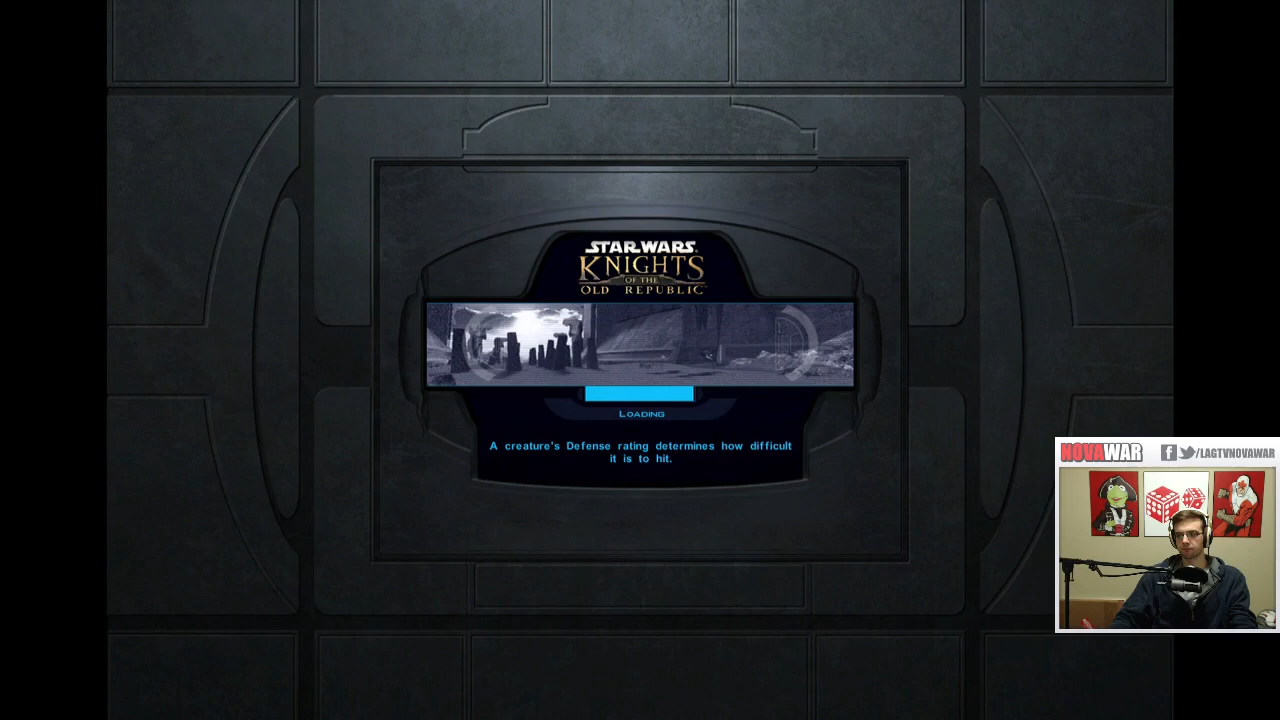 STAR WARS
KNIGHTS
OF THE
OLD REPUBLIC
LOADING
A creature's Defense rating determines how difficult
it is to hit.
NOVAWAR
/LAGTVNOVAWAR